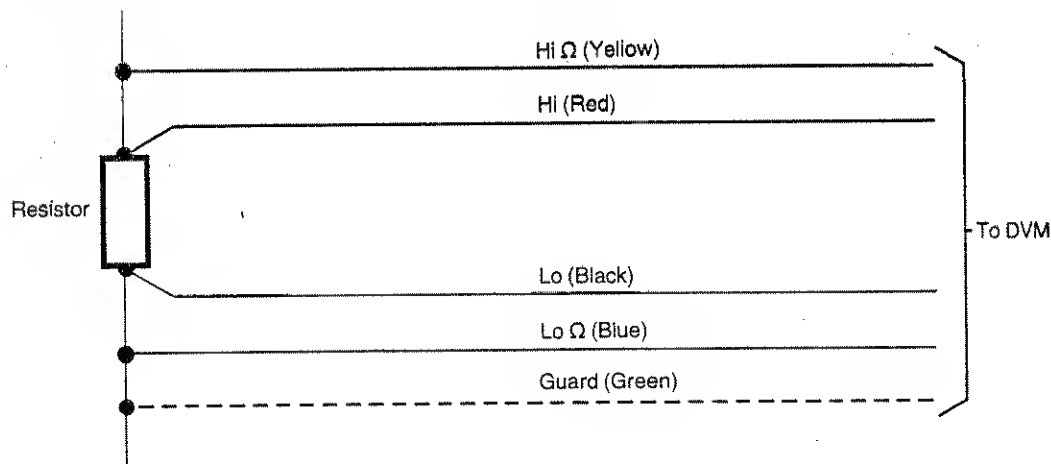 Hi Ω (Yellow)
Hi (Red)
Resistor
To DVM
Lo (Black)
Lo Ω (Blue)
Guard (Green)